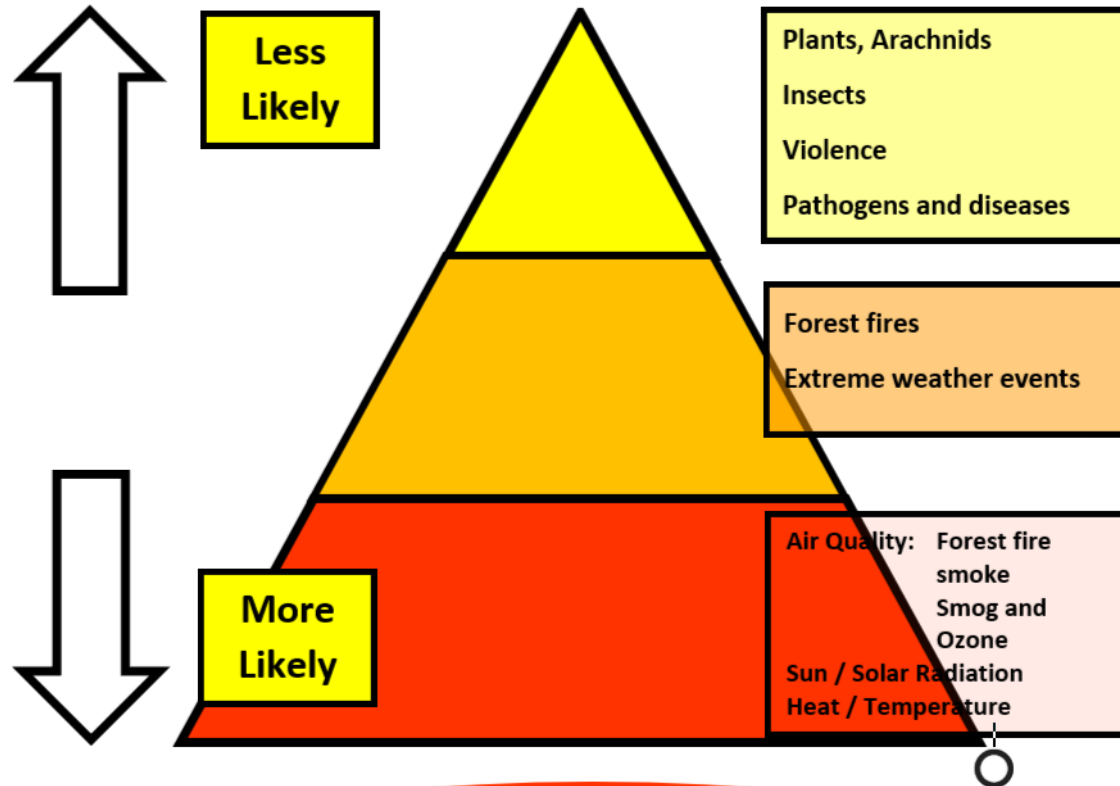 Less
Likely
Plants, Arachnids
Insects
Violence
Pathogens and diseases
Forest fires
Extreme weather events
More
Likely
Air Quality: Forest fire
smoke
Smog and
Ozone
Sun / Solar Radiation
Heat / Temperature